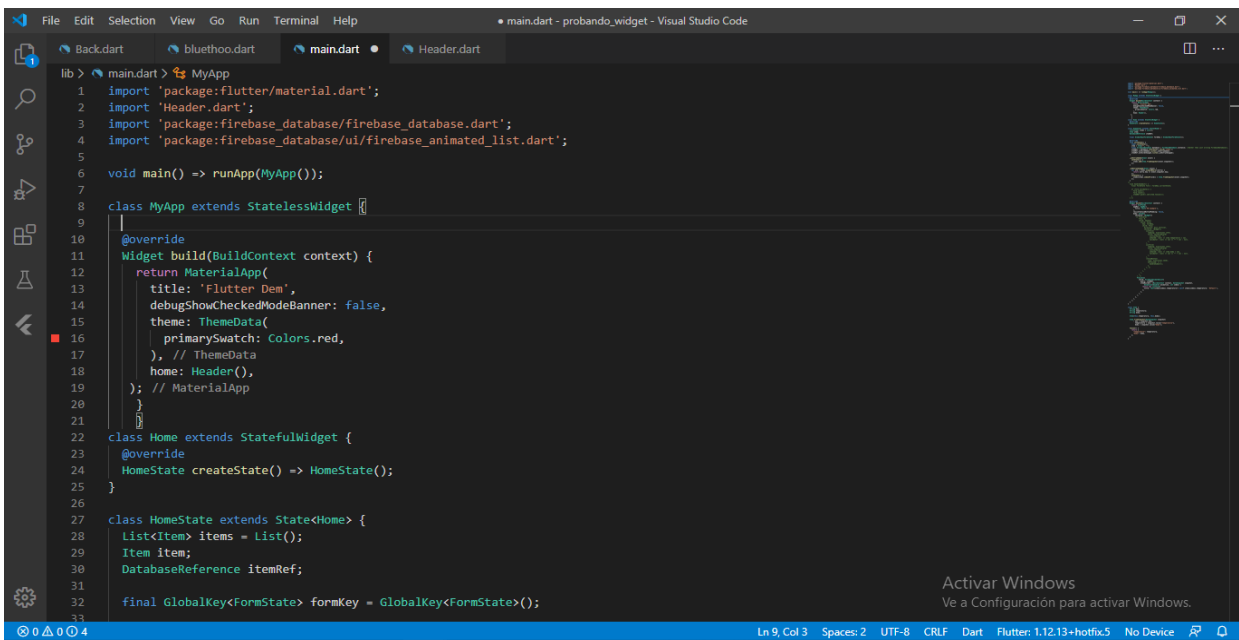 File Edit Selection View Go Run Terminal Help ● main.dart - probando_widget - Visual Studio Code
Back.dart bluethoo.dart main.dart ● Header.dart
lib > main.dart > MyApp
1 import 'package:flutter/material.dart';
2 import 'Header.dart';
3 import 'package:firebase_database/firebase_database.dart';
4 import 'package:firebase_database/ui/firebase_animated_list.dart';
5
6 void main() => runApp(MyApp());
7
8 class MyApp extends StatelessWidget {
9
10 @override
11 Widget build(BuildContext context) {
12 return MaterialApp(
13 title: 'Flutter Dem',
14 debugShowCheckedModeBanner: false,
15 theme: ThemeData(
16 primarySwatch: Colors.red,
17 ), // ThemeData
18 home: Header(),
19 ); // MaterialApp
20 }
21 }
22 class Home extends StatefulWidget {
23 @override
24 HomeState createState() => HomeState();
25 }
26
27 class HomeState extends State<Home> {
28 List<Item> items = List();
29 Item item;
30 DatabaseReference itemRef;
31
32 final GlobalKey<FormState> formKey = GlobalKey<FormState>();
33
1
Activar Windows
Ve a Configuración para activar Windows.
0 0 4 Ln 9, Col 3 Spaces: 2 UTF-8 CRLF Dart Flutter: 1.12.13+hotfix.5 No Device